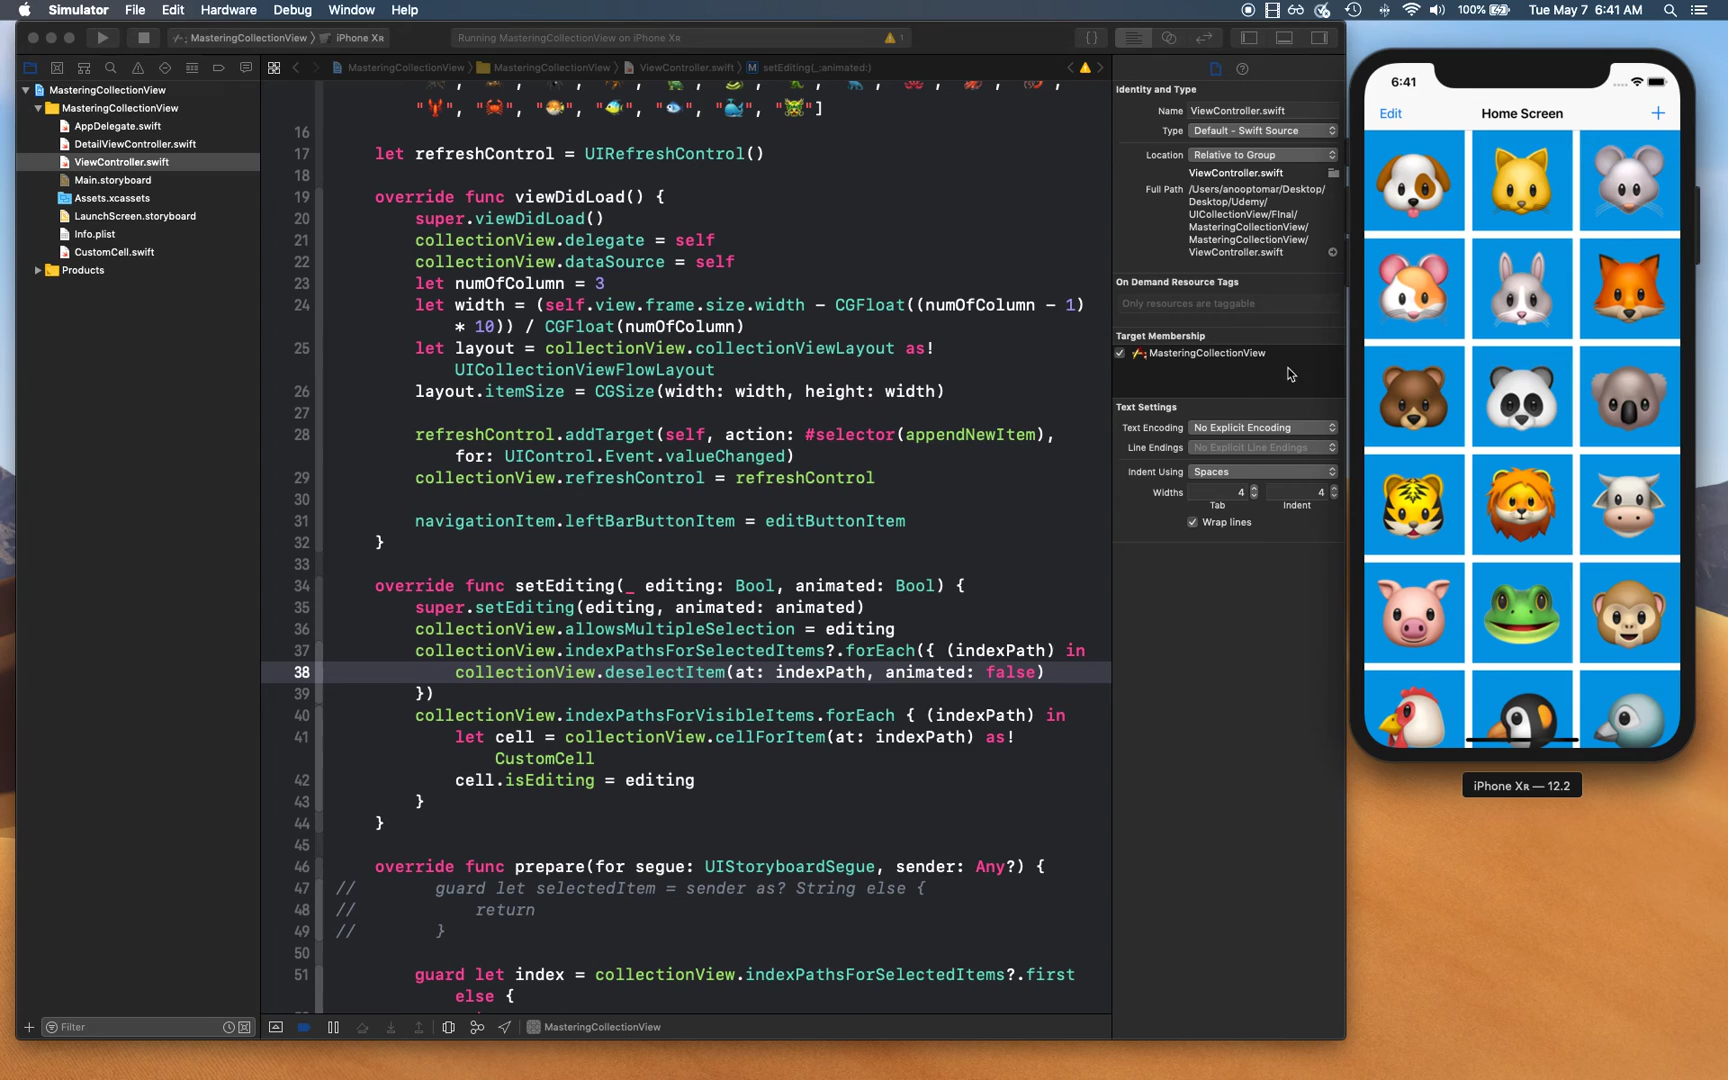 Simulator File Edit Hardware Debug Window Help 100% Tue May 7 6:41 AM
MasteringCollectionView 〉 iPhone Xʀ Running MasteringCollectionView on iPhone Xʀ 1 { }
MasteringCollectionView 〉 MasteringCollectionView 〉 ViewController.swift 〉 M setEditing(_:animated:)
MasteringCollectionView
MasteringCollectionView
AppDelegate.swift
DetailViewController.swift
ViewController.swift
Main.storyboard
Assets.xcassets
LaunchScreen.storyboard
Info.plist
CustomCell.swift
Products
Filter
"🦞", "🦀", "🐡", "🐠", "🐟", "🐳", "🐲"]
16
17 let refreshControl = UIRefreshControl()
18
19 override func viewDidLoad() {
20 super.viewDidLoad()
21 collectionView.delegate = self
22 collectionView.dataSource = self
23 let numOfColumn = 3
24 let width = (self.view.frame.size.width - CGFloat((numOfColumn - 1)
* 10)) / CGFloat(numOfColumn)
25 let layout = collectionView.collectionViewLayout as!
UICollectionViewFlowLayout
26 layout.itemSize = CGSize(width: width, height: width)
27
28 refreshControl.addTarget(self, action: #selector(appendNewItem),
for: UIControl.Event.valueChanged)
29 collectionView.refreshControl = refreshControl
30
31 navigationItem.leftBarButtonItem = editButtonItem
32 }
33
34 override func setEditing(_ editing: Bool, animated: Bool) {
35 super.setEditing(editing, animated: animated)
36 collectionView.allowsMultipleSelection = editing
37 collectionView.indexPathsForSelectedItems?.forEach({ (indexPath) in
38 collectionView.deselectItem(at: indexPath, animated: false)
39 })
40 collectionView.indexPathsForVisibleItems.forEach { (indexPath) in
41 let cell = collectionView.cellForItem(at: indexPath) as!
CustomCell
42 cell.isEditing = editing
43 }
44 }
45
46 override func prepare(for segue: UIStoryboardSegue, sender: Any?) {
47 // guard let selectedItem = sender as? String else {
48 // return
49 // }
50
51 guard let index = collectionView.indexPathsForSelectedItems?.first
else {
MasteringCollectionView
Identity and Type
Name ViewController.swift
Type Default - Swift Source
Location Relative to Group
ViewController.swift
Full Path /Users/anooptomar/Desktop/
Desktop/Udemy/
UICollectionView/FInal/
MasteringCollectionView/
MasteringCollectionView/
ViewController.swift
On Demand Resource Tags
Only resources are taggable
Target Membership
MasteringCollectionView
Text Settings
Text Encoding No Explicit Encoding
Line Endings No Explicit Line Endings
Indent Using Spaces
Widths 4 4
Tab Indent
Wrap lines
6:41
Edit Home Screen +
iPhone Xʀ — 12.2